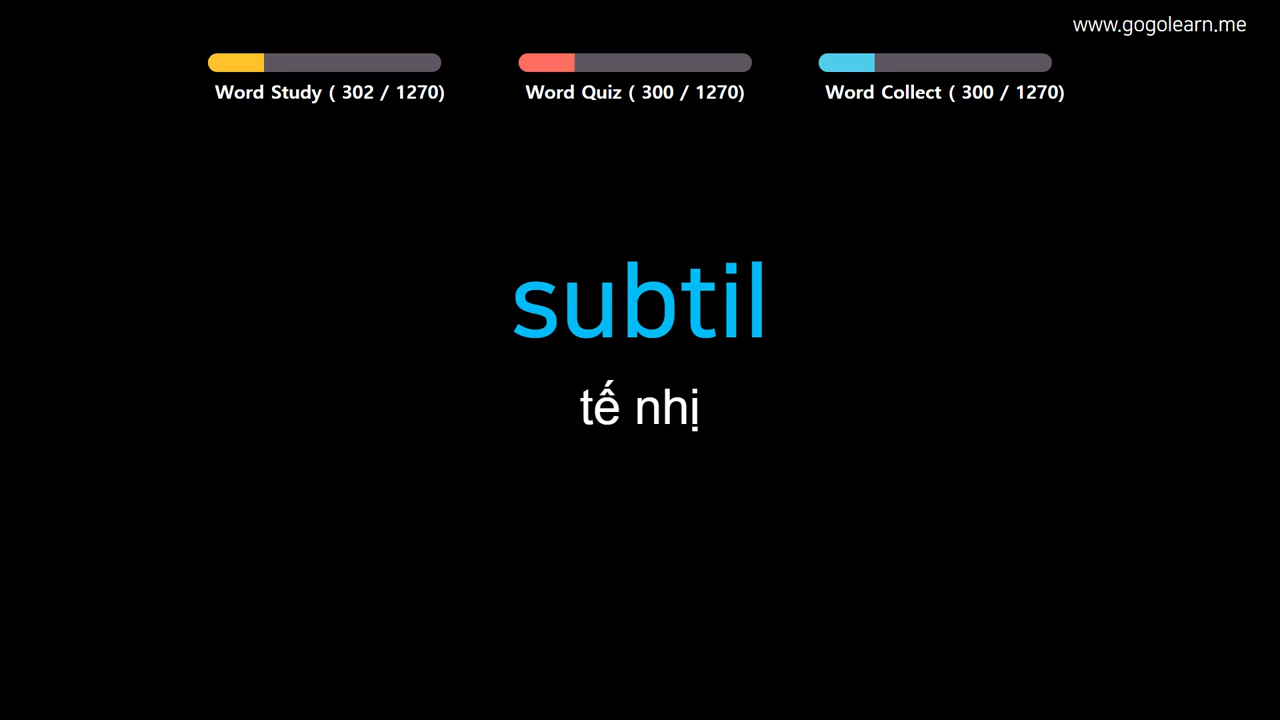 www.gogolearn.me
Word Study ( 302 / 1270)
Word Quiz ( 300 / 1270)
Word Collect ( 300 / 1270)
subtil
tế nhị